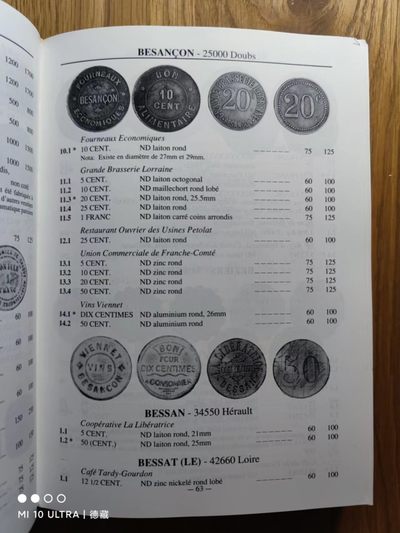 BESANÇON - 25000 Doubs
FOURNEAUX
BESANÇON
ECONOMIQUES
BON
10
CENT
ALIMENTAIRE
20
20
Fourneaux Economiques
10.1 * 10 CENT. ND laiton rond — — — — — — 75 125
Nota: Existe en diamètre de 27mm en 29mm.
Grande Brasserie Lorraine
11.1 5 CENT. ND laiton octogonal — — — — — — 60 100
11.2 10 CENT. ND maillechort rond lobé — — — — — — 60 100
11.3 * 20 CENT. ND laiton rond, 25.5mm — — — — — — 60 100
11.4 25 CENT. ND laiton rond — — — — — — 60 100
11.5 1 FRANC ND laiton carré coins arrondis — — — — — — 60 100
Restaurant Ouvrier des Usines Petolat
12.1 25 CENT. ND laiton rond — — — — — — 60 100
Union Commerciale de Franche-Comté
13.1 5 CENT. ND zinc rond — — — — — — 75 125
13.2 10 CENT. ND zinc rond — — — — — — 75 125
13.3 20 CENT. ND zinc rond — — — — — — 75 125
13.4 50 CENT. ND zinc rond — — — — — — 75 125
Vins Viennet
14.1 * DIX CENTIMES ND aluminium rond, 26mm — — — — — — 60 100
14.2 50 CENT. ND aluminium rond — — — — — — 60 100
VIENNET
VINS
BESANÇON
BON
POUR
DIX CENTIMES
A CONSOMMER
BESSAN
50
BESSAN - 34550 Hérault
Coopérative La Libératrice
1.1 5 CENT. ND laiton rond, 21mm — — — — — — 60 100
1.2 * 50 (CENT.) ND laiton rond, 25mm — — — — — — 60 100
BESSAT (LE) - 42660 Loire
Café Tardy-Gourdon
1.1 12 1/2 CENT. ND zinc nickelé rond lobé — — — — — — 60 100
— 63 —
MI 10 ULTRA | 德藏